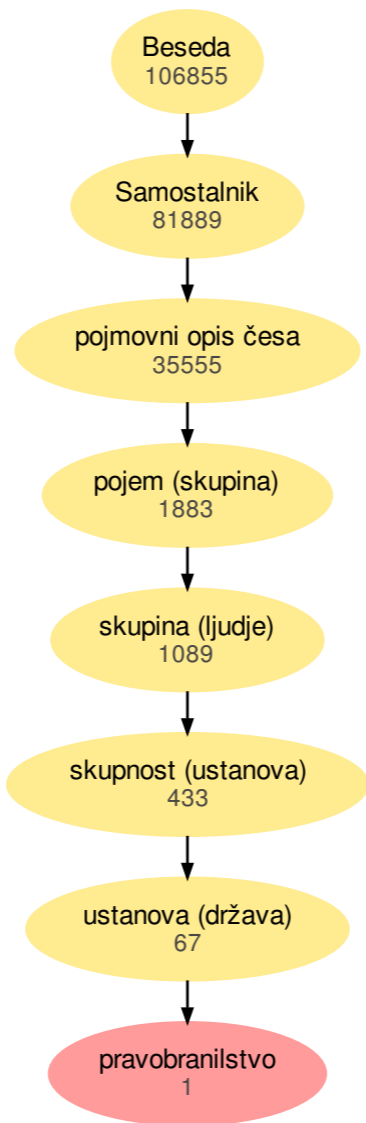 Beseda
106855
Samostalnik
81889
pojmovni opis česa
35555
pojem (skupina)
1883
skupina (ljudje)
1089
skupnost (ustanova)
433
ustanova (država)
67
pravobranilstvo
1